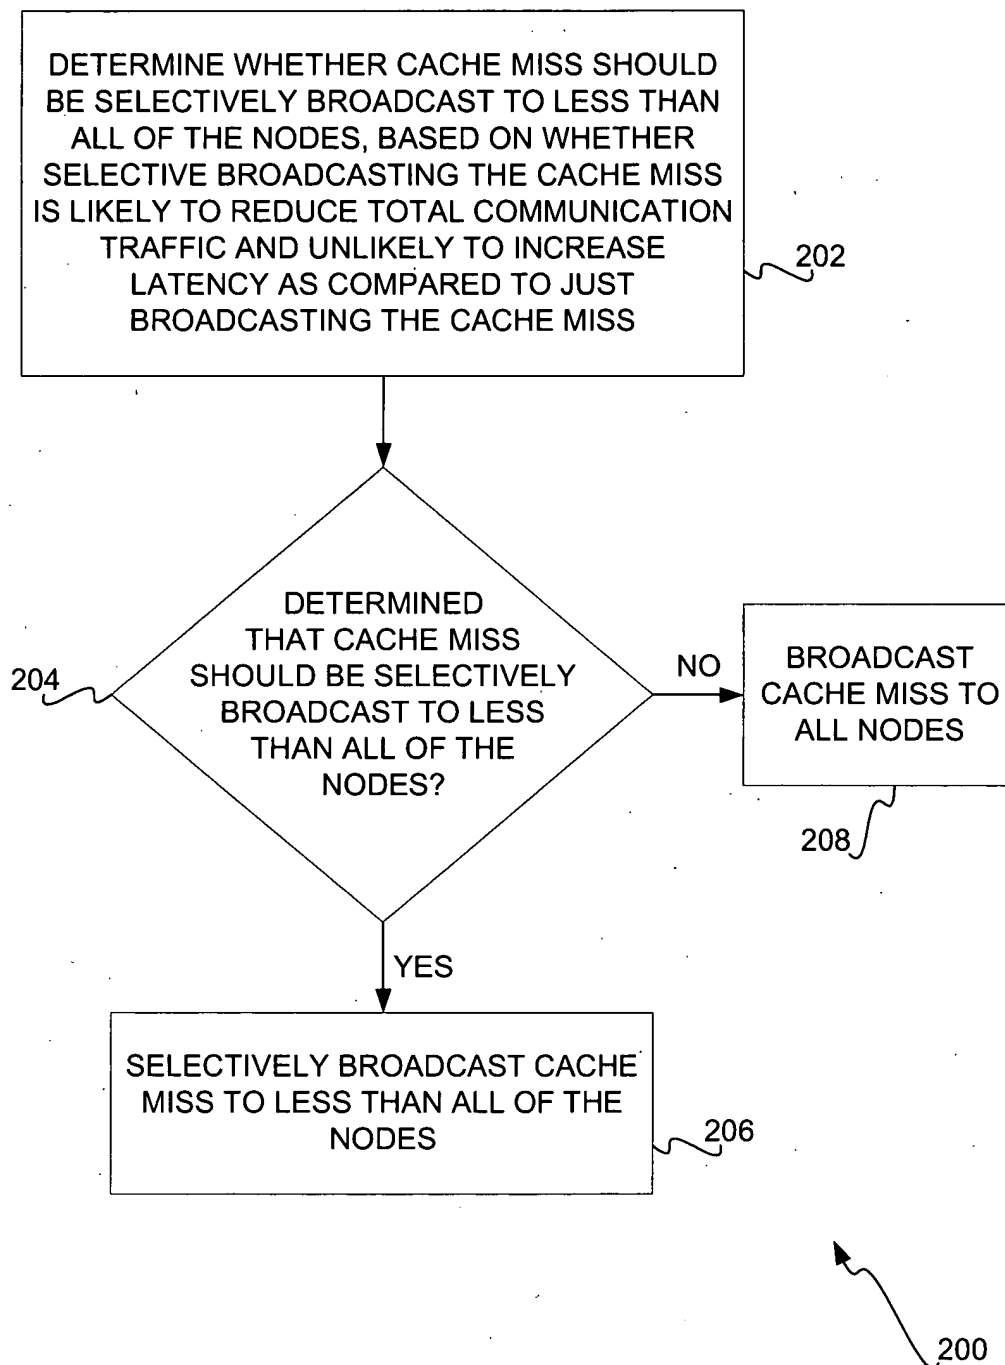 DETERMINE WHETHER CACHE MISS SHOULD
BE SELECTIVELY BROADCAST TO LESS THAN
ALL OF THE NODES, BASED ON WHETHER
SELECTIVE BROADCASTING THE CACHE MISS
IS LIKELY TO REDUCE TOTAL COMMUNICATION
TRAFFIC AND UNLIKELY TO INCREASE
LATENCY AS COMPARED TO JUST
BROADCASTING THE CACHE MISS
202
DETERMINED
THAT CACHE MISS
SHOULD BE SELECTIVELY
BROADCAST TO LESS
THAN ALL OF THE
NODES?
204
NO
BROADCAST
CACHE MISS TO
ALL NODES
208
YES
SELECTIVELY BROADCAST CACHE
MISS TO LESS THAN ALL OF THE
NODES
206
200